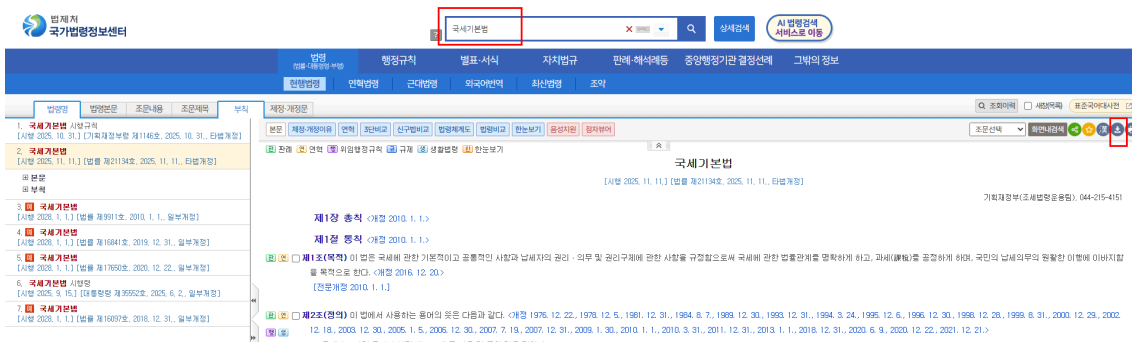 법제처
국가법령정보센터
국세기본법
상세검색
AI 법령검색
서비스로 이동
법령
(법률·대통령령·부령)
행정규칙
별표·서식
자치법규
판례·해석례등
중앙행정기관 결정선례
그밖의 정보
현행법령
연혁법령
근대법령
외국어번역
최신법령
조약
법령명
법령본문
조문내용
조문제목
부칙
제정·개정문
조회이력
새창(목록)
표준국어대사전
1. 국세기본법 시행규칙
[시행 2025. 10. 31.] [기획재정부령 제1146호, 2025. 10. 31., 타법개정]
2. 국세기본법
[시행 2025. 11. 11.] [법률 제21134호, 2025. 11. 11., 타법개정]
본문
부칙
3. 예 국세기본법
[시행 2028. 1. 1.] [법률 제9911호, 2010. 1. 1., 일부개정]
4. 예 국세기본법
[시행 2028. 1. 1.] [법률 제16841호, 2019. 12. 31., 일부개정]
5. 예 국세기본법
[시행 2028. 1. 1.] [법률 제17650호, 2020. 12. 22., 일부개정]
6. 국세기본법 시행령
[시행 2025. 9. 15.] [대통령령 제35552호, 2025. 6. 2., 일부개정]
7. 예 국세기본법
[시행 2028. 1. 1.] [법률 제16097호, 2018. 12. 31., 일부개정]
본문 제정·개정이유 연혁 3단비교 신구법비교 법령체계도 법령비교 한눈보기 음성지원 점자뷰어
조문선택 화면내검색 漢
판 판례 연 연혁 행 위임행정규칙 규 규제 생 생활법령 한 한눈보기
국세기본법
[시행 2025. 11. 11.] [법률 제21134호, 2025. 11. 11., 타법개정]
기획재정부(조세법령운용팀), 044-215-4151
제1장 총칙 <개정 2010. 1. 1.>
제1절 통칙 <개정 2010. 1. 1.>
판 연 제1조(목적) 이 법은 국세에 관한 기본적이고 공통적인 사항과 납세자의 권리·의무 및 권리구제에 관한 사항을 규정함으로써 국세에 관한 법률관계를 명확하게 하고, 과세(課稅)를 공정하게 하며, 국민의 납세의무의 원활한 이행에 이바지함
을 목적으로 한다. <개정 2016. 12. 20.>
[전문개정 2010. 1. 1.]
판 연 제2조(정의) 이 법에서 사용하는 용어의 뜻은 다음과 같다. <개정 1976. 12. 22., 1978. 12. 5., 1981. 12. 31., 1984. 8. 7., 1989. 12. 30., 1993. 12. 31., 1994. 3. 24., 1995. 12. 6., 1996. 12. 30., 1998. 12. 28., 1999. 8. 31., 2000. 12. 29., 2002.
행 생 12. 18., 2003. 12. 30., 2005. 1. 5., 2006. 12. 30., 2007. 7. 19., 2007. 12. 31., 2009. 1. 30., 2010. 1. 1., 2010. 3. 31., 2011. 12. 31., 2013. 1. 1., 2018. 12. 31., 2020. 6. 9., 2020. 12. 22., 2021. 12. 21.>